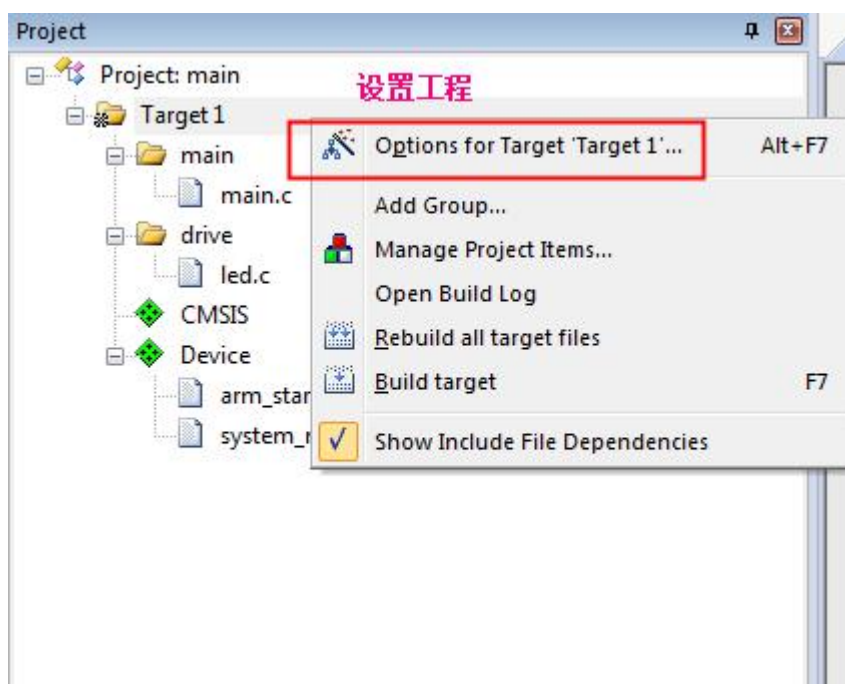 Project
Project: main
设置工程
Target 1
Options for Target 'Target 1'... Alt+F7
main
main.c
Add Group...
drive
Manage Project Items...
led.c
Open Build Log
CMSIS
Rebuild all target files
Device
Build target F7
arm_star
system_r
Show Include File Dependencies